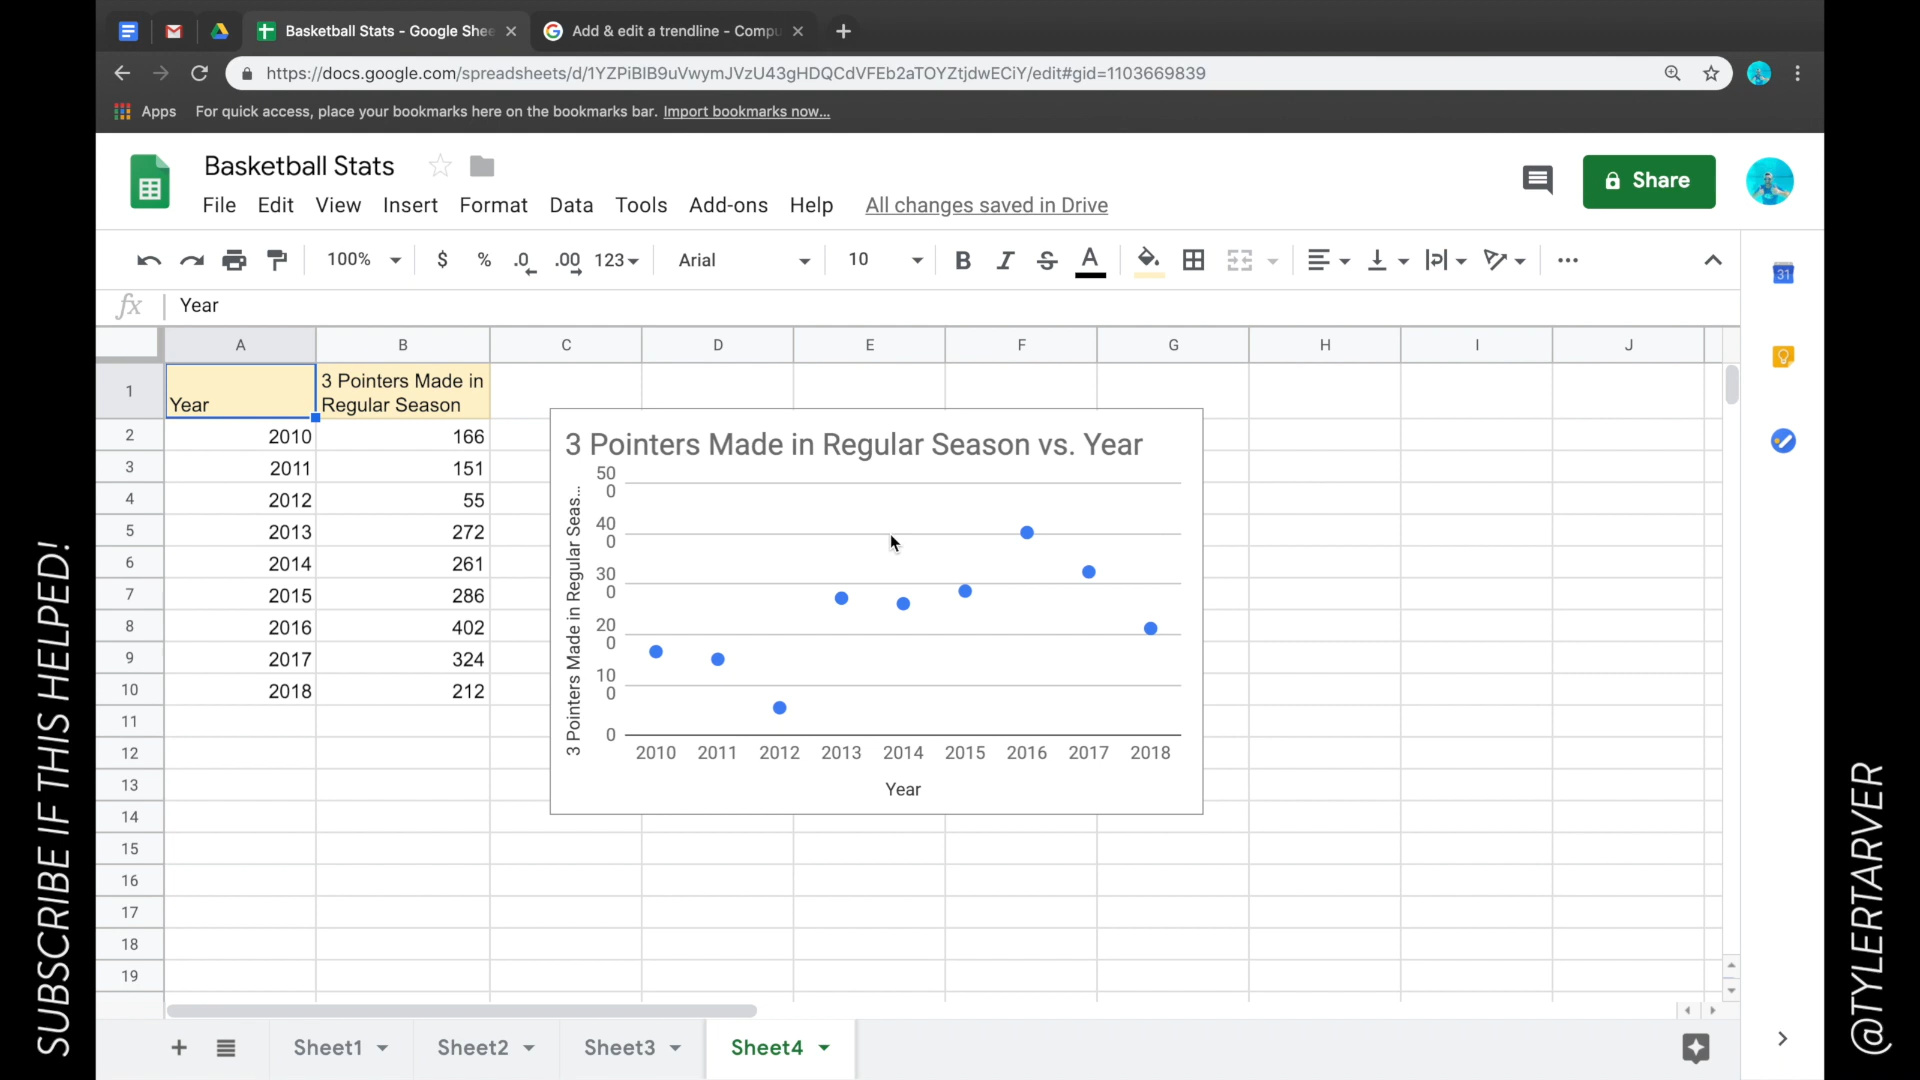 Basketball Stats - Google Shee
Add & edit a trendline - Compu
https://docs.google.com/spreadsheets/d/1YZPiBIB9uVwymJVzU43gHDQCdVFEb2aTOYZtjdwECiY/edit#gid=1103669839
Apps For quick access, place your bookmarks here on the bookmarks bar. Import bookmarks now...
Basketball Stats
File Edit View Insert Format Data Tools Add-ons Help All changes saved in Drive
Share
100% $ % .0 .00 123 Arial 10 B I S A
31
fx Year
A B C D E F G H I J
1 Year 3 Pointers Made in
Regular Season
2 2010 166
3 2011 151
4 2012 55
5 2013 272
6 2014 261
7 2015 286
8 2016 402
9 2017 324
10 2018 212
11
12
13
14
15
16
17
18
19
3 Pointers Made in Regular Season vs. Year
3 Pointers Made in Regular Seas...
50
0
40
0
30
0
20
0
10
0
0
2010 2011 2012 2013 2014 2015 2016 2017 2018
Year
Sheet1 Sheet2 Sheet3 Sheet4
SUBSCRIBE IF THIS HELPED!
@TYLERTARVER